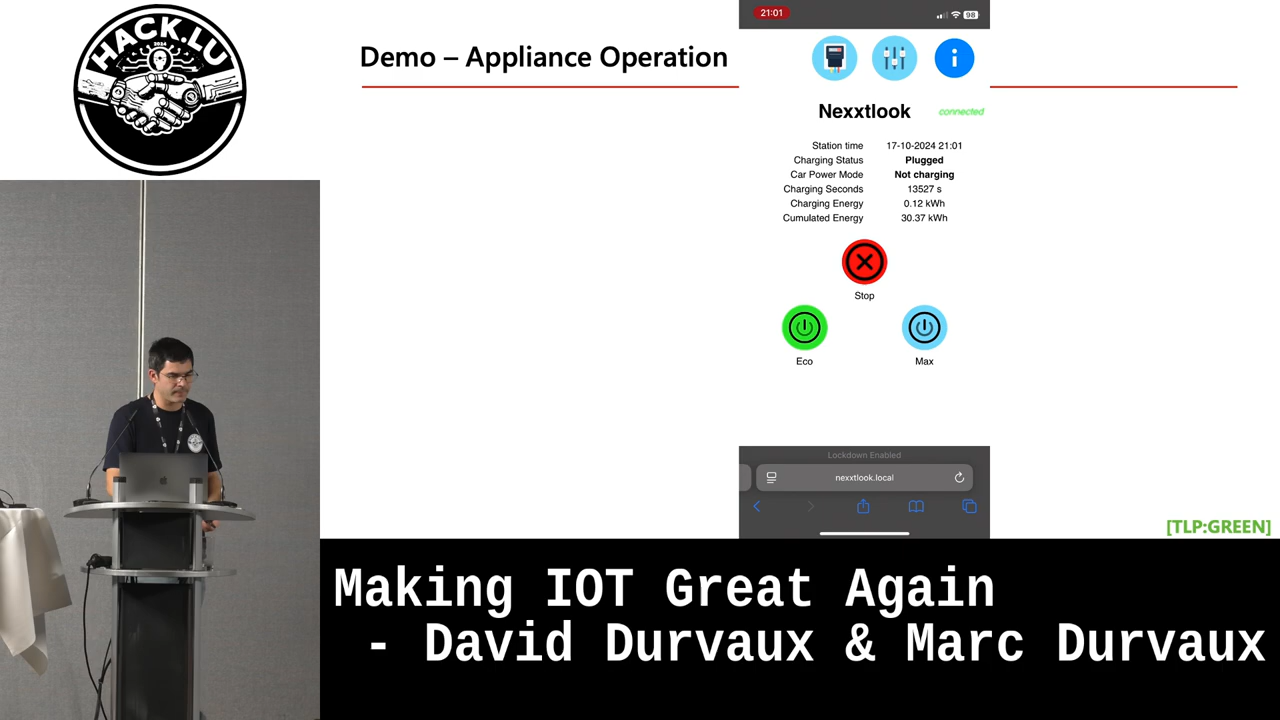 HACK.LU
2024
Demo – Appliance Operation
21:01
98
Nexxtlook
connected
Station time 17-10-2024 21:01
Charging Status Plugged
Car Power Mode Not charging
Charging Seconds 13527 s
Charging Energy 0.12 kWh
Cumulated Energy 30.37 kWh
Stop
Eco Max
Lockdown Enabled
nexxtlook.local
[TLP:GREEN]
Making IOT Great Again
- David Durvaux & Marc Durvaux